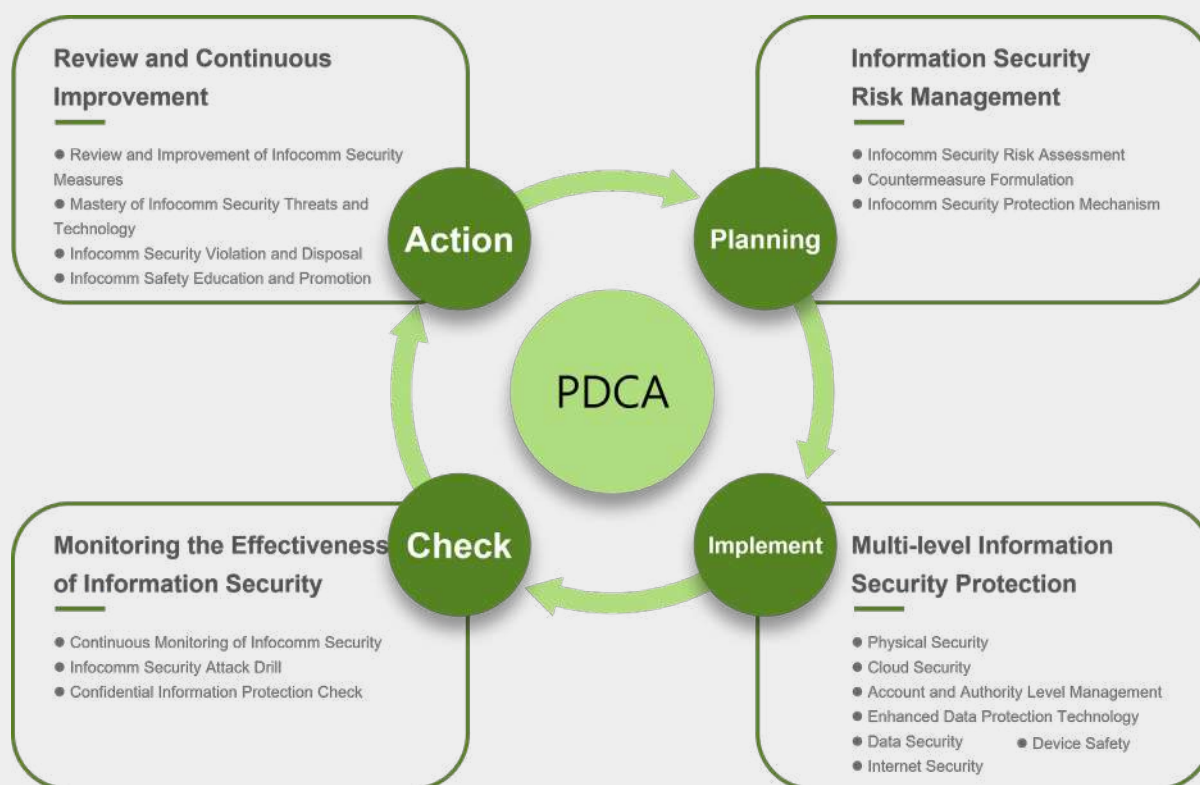 Review and Continuous
Improvement
● Review and Improvement of Infocomm Security
Measures
● Mastery of Infocomm Security Threats and
Technology
● Infocomm Security Violation and Disposal
● Infocomm Safety Education and Promotion
Action
Information Security
Risk Management
● Infocomm Security Risk Assessment
● Countermeasure Formulation
● Infocomm Security Protection Mechanism
Planning
PDCA
Monitoring the Effectiveness
of Information Security
● Continuous Monitoring of Infocomm Security
● Infocomm Security Attack Drill
● Confidential Information Protection Check
Check
Implement
Multi-level Information
Security Protection
● Physical Security
● Cloud Security
● Account and Authority Level Management
● Enhanced Data Protection Technology
● Data Security ● Device Safety
● Internet Security